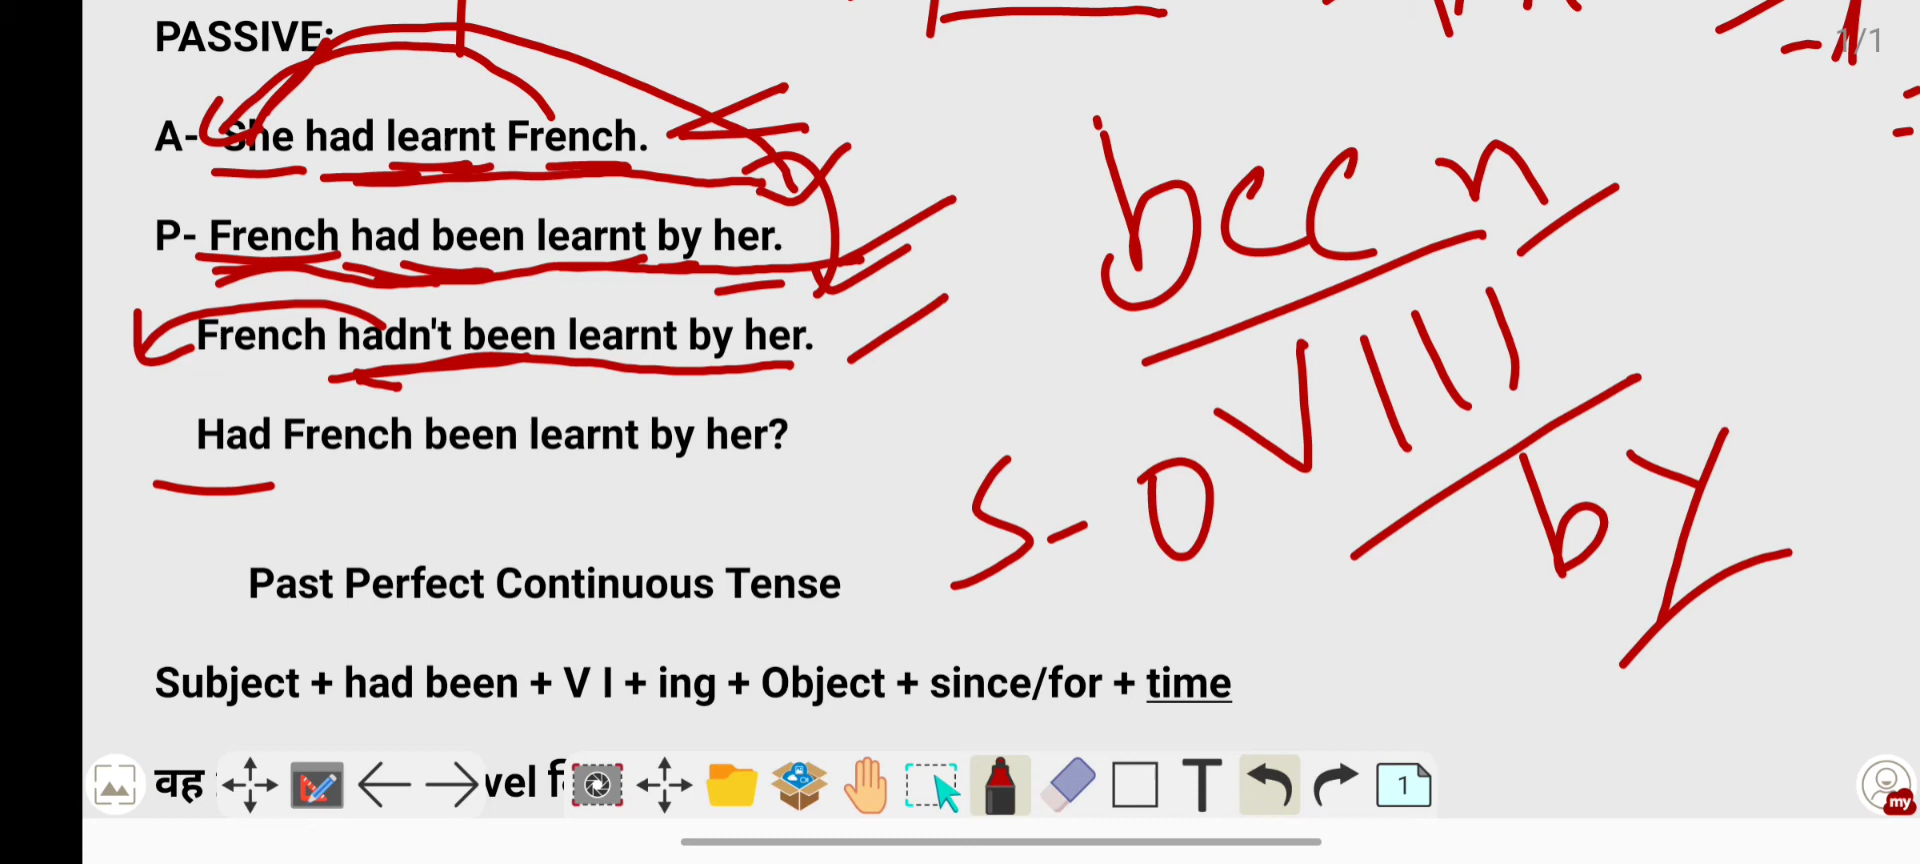 PASSIVE:
1/1
A- She had learnt French.
P- French had been learnt by her.
French hadn't been learnt by her.
Had French been learnt by her?
been
VIII
by
S-O
Past Perfect Continuous Tense
Subject + had been + V I + ing + Object + since/for + time
वह
1
my